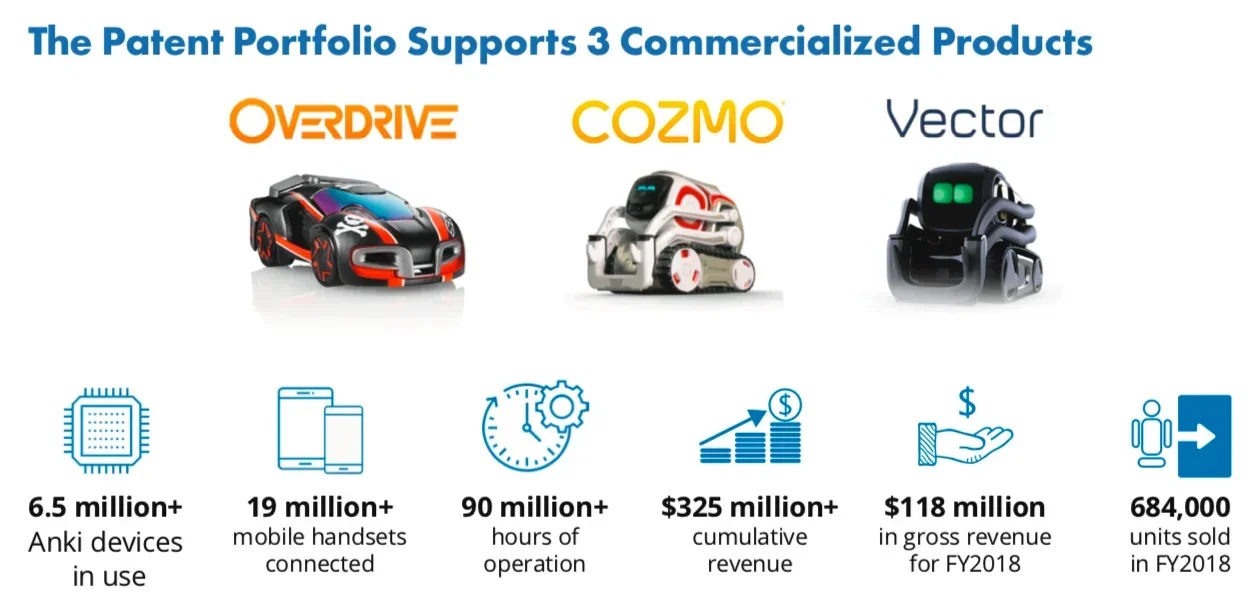 The Patent Portfolio Supports 3 Commercialized Products
OVERDRIVE
COZMO
Vector
$
$
6.5 million+
Anki devices
in use
19 million+
mobile handsets
connected
90 million+
hours of
operation
$325 million+
cumulative
revenue
$118 million
in gross revenue
for FY2018
684,000
units sold
in FY2018